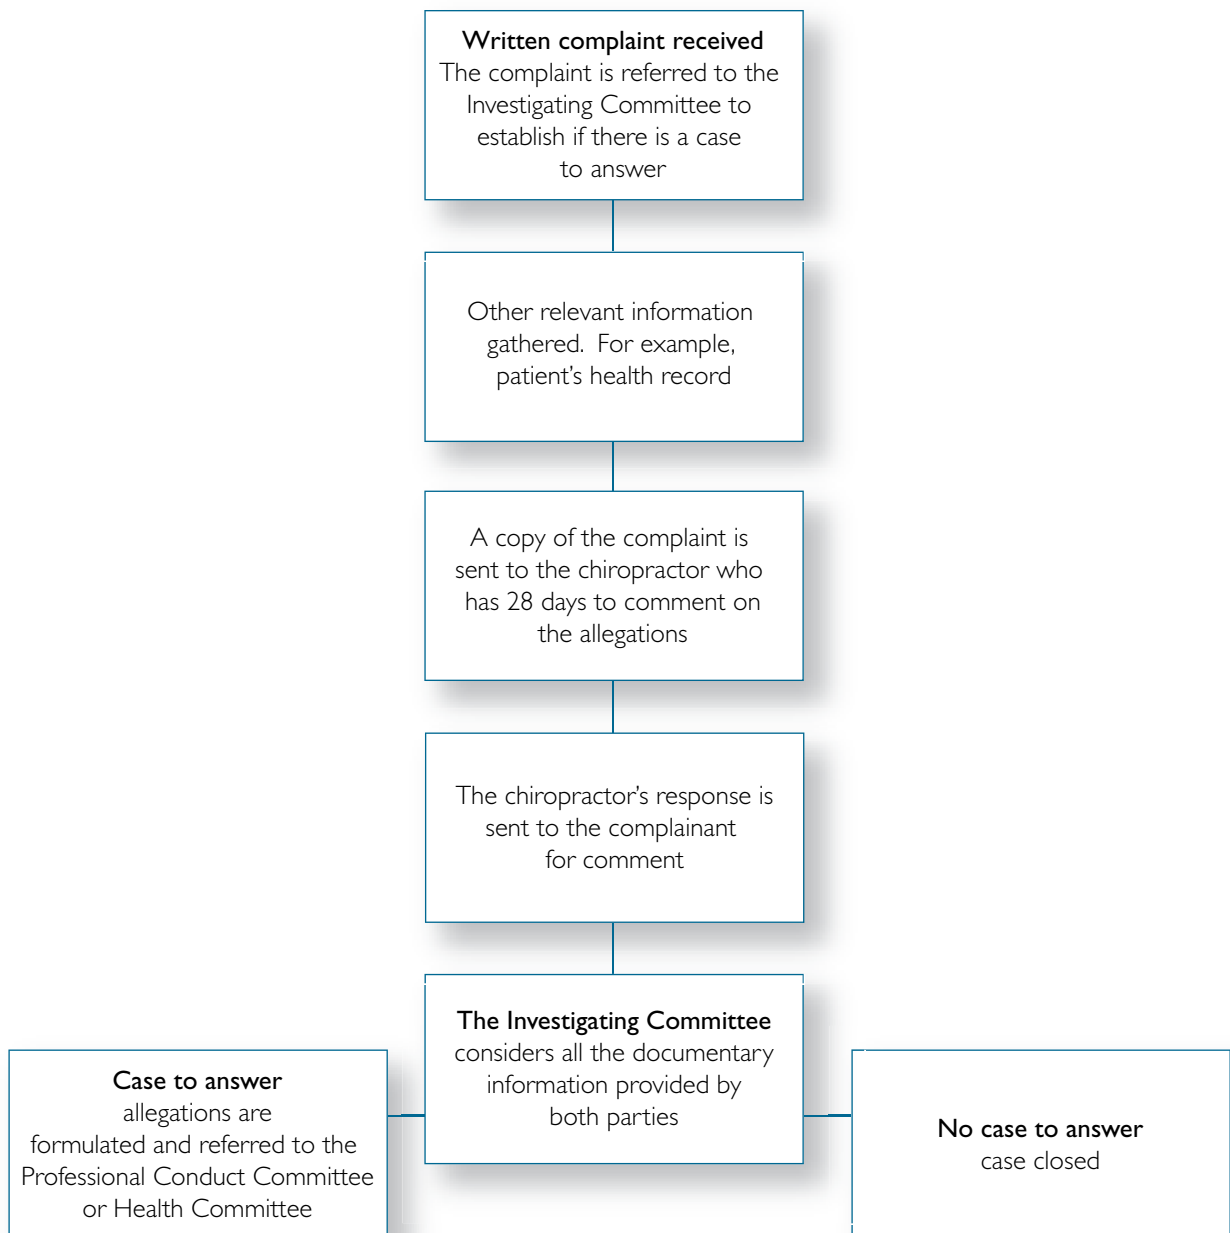 Written complaint received
The complaint is referred to the
Investigating Committee to
establish if there is a case
to answer
Other relevant information
gathered.  For example,
patient’s health record
A copy of the complaint is
sent to the chiropractor who
has 28 days to comment on
the allegations
The chiropractor’s response is
sent to the complainant
for comment
The Investigating Committee
considers all the documentary
information provided by
both parties
Case to answer
allegations are
formulated and referred to the
Professional Conduct Committee
or Health Committee
No case to answer
case closed